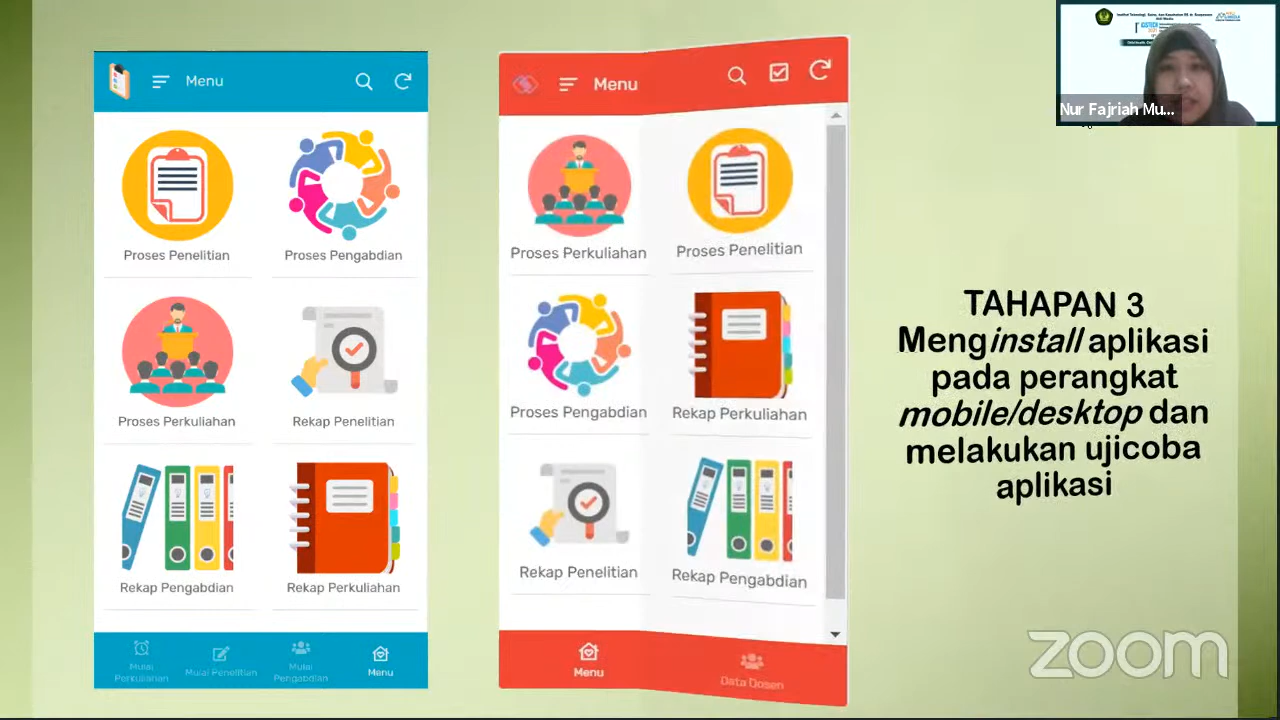 Menu
Proses Penelitian
Proses Pengabdian
Proses Perkuliahan
Rekap Penelitian
Rekap Pengabdian
Rekap Perkuliahan
Mulai Perkuliahan
Mulai Penelitian
Mulai Pengabdian
Menu
Menu
Proses Perkuliahan
Proses Penelitian
Proses Pengabdian
Rekap Perkuliahan
Rekap Penelitian
Rekap Pengabdian
Menu
Data Dosen
TAHAPAN 3
Menginstall aplikasi
pada perangkat
mobile/desktop dan
melakukan ujicoba
aplikasi
Nur Fajriah Mu...
zoom